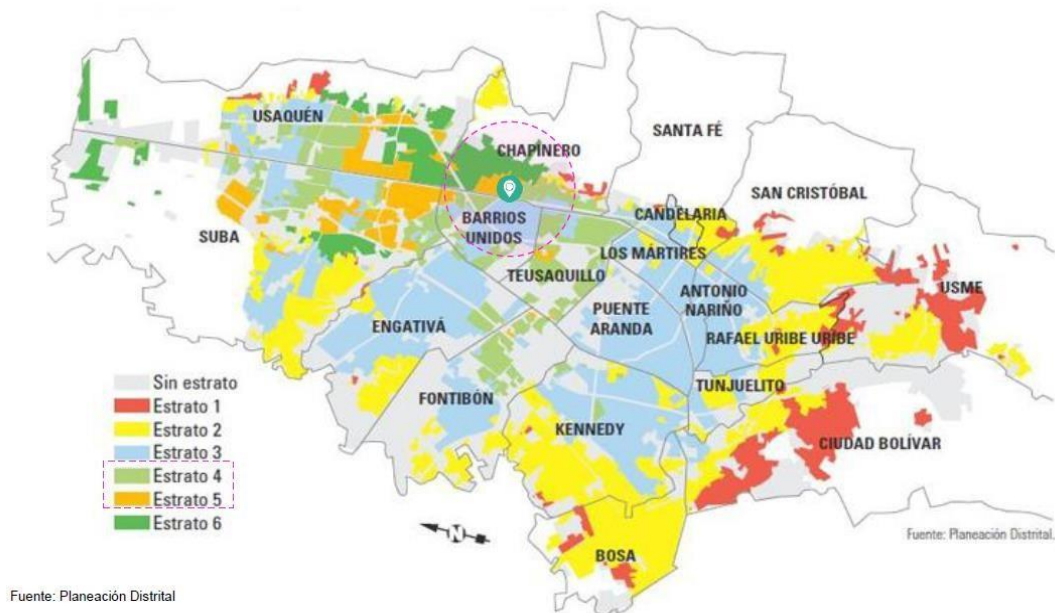 USAQUÉN
CHAPINERO
SANTA FÉ
SAN CRISTÓBAL
SUBA
BARRIOS
UNIDOS
CANDELARIA
LOS MÁRTIRES
TEUSAQUILLO
ANTONIO
NARIÑO
USME
ENGATIVÁ
PUENTE
ARANDA
RAFAEL URIBE URIBE
TUNJUELITO
FONTIBÓN
KENNEDY
CIUDAD BOLÍVAR
BOSA
Sin estrato
Estrato 1
Estrato 2
Estrato 3
Estrato 4
Estrato 5
Estrato 6
N
Fuente: Planeación Distrital.
Fuente: Planeación Distrital